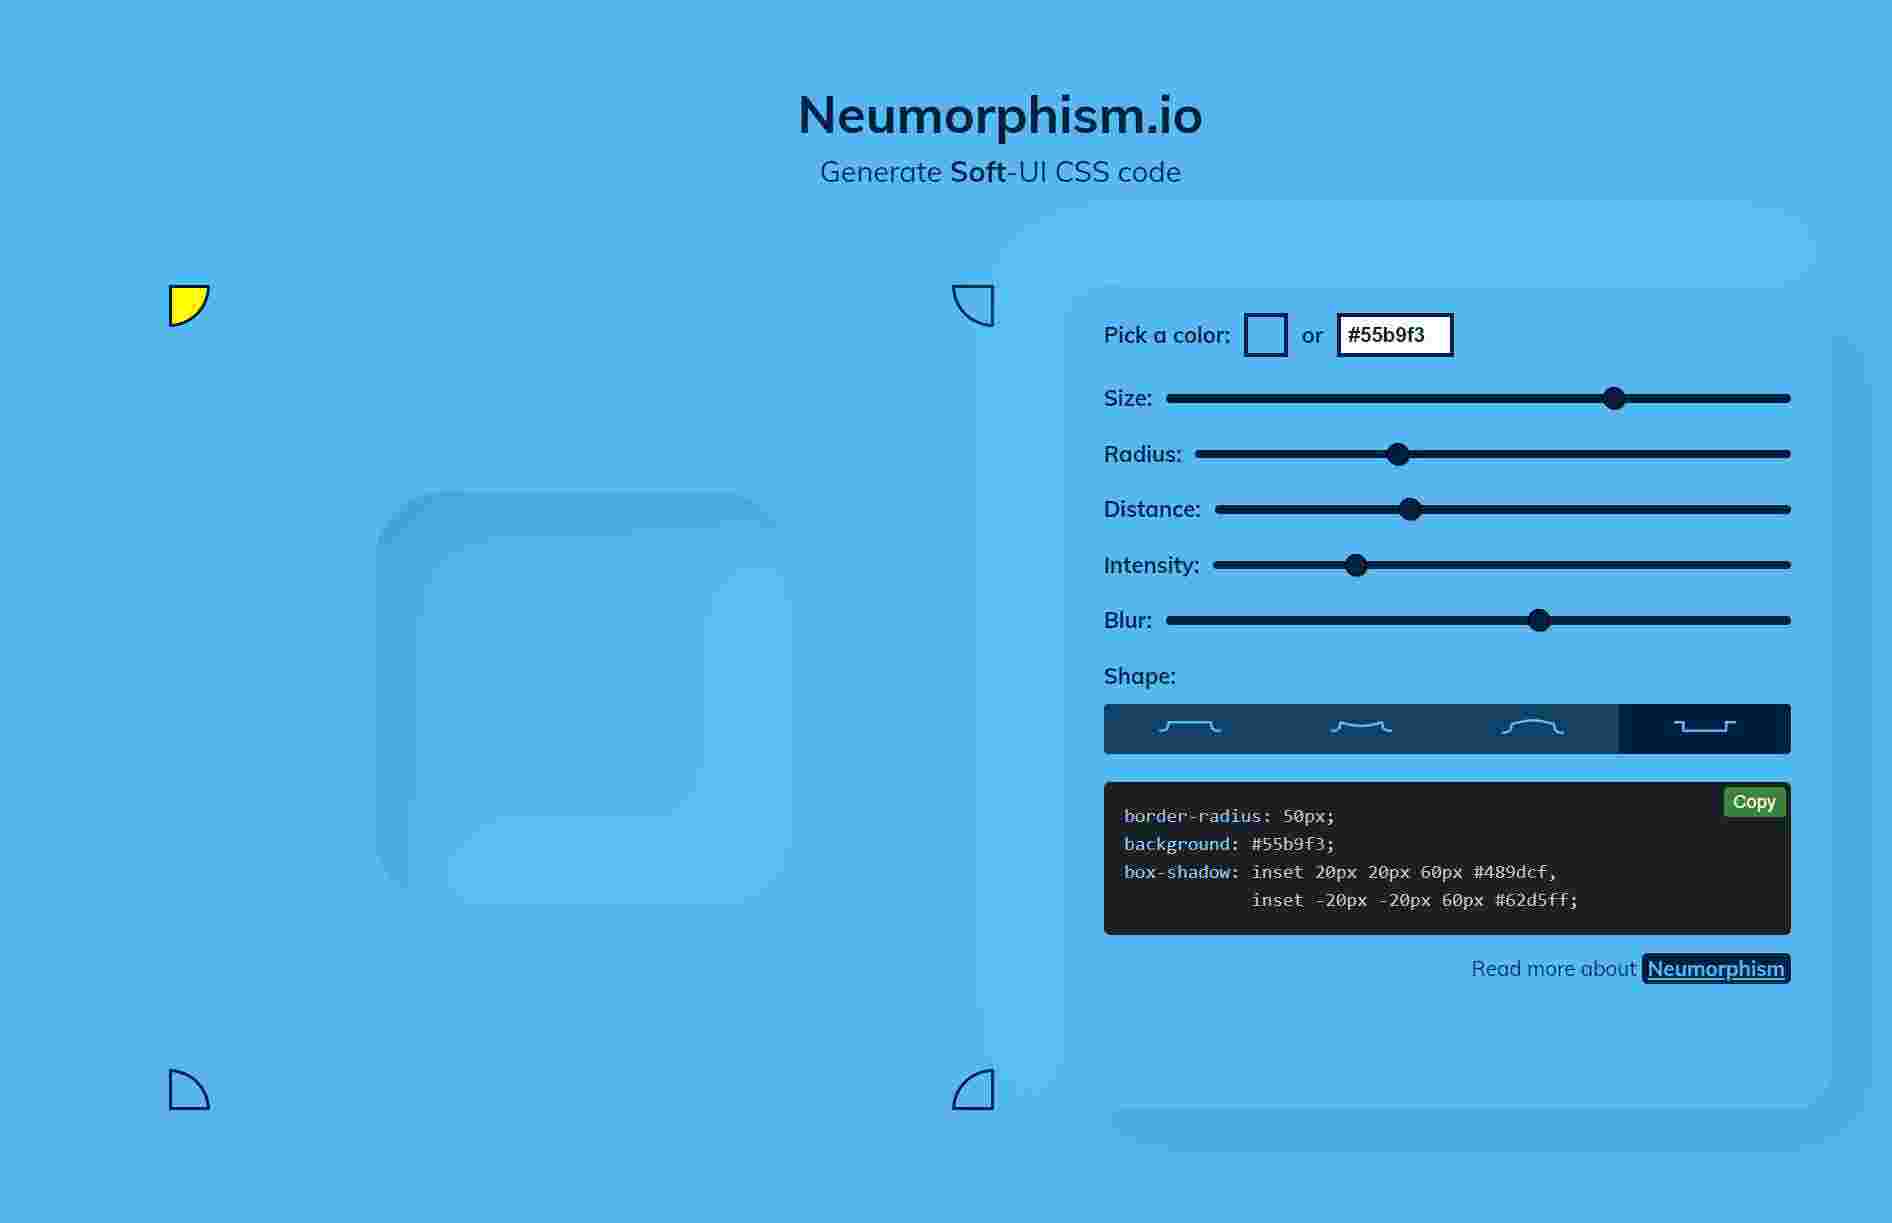 Neumorphism.io
Generate Soft-UI CSS code
Pick a color: or #55b9f3
Size:
Radius:
Distance:
Intensity:
Blur:
Shape:
Copy
border-radius: 50px;
background: #55b9f3;
box-shadow: inset 20px 20px 60px #489dcf,
inset -20px -20px 60px #62d5ff;
Read more about Neumorphism